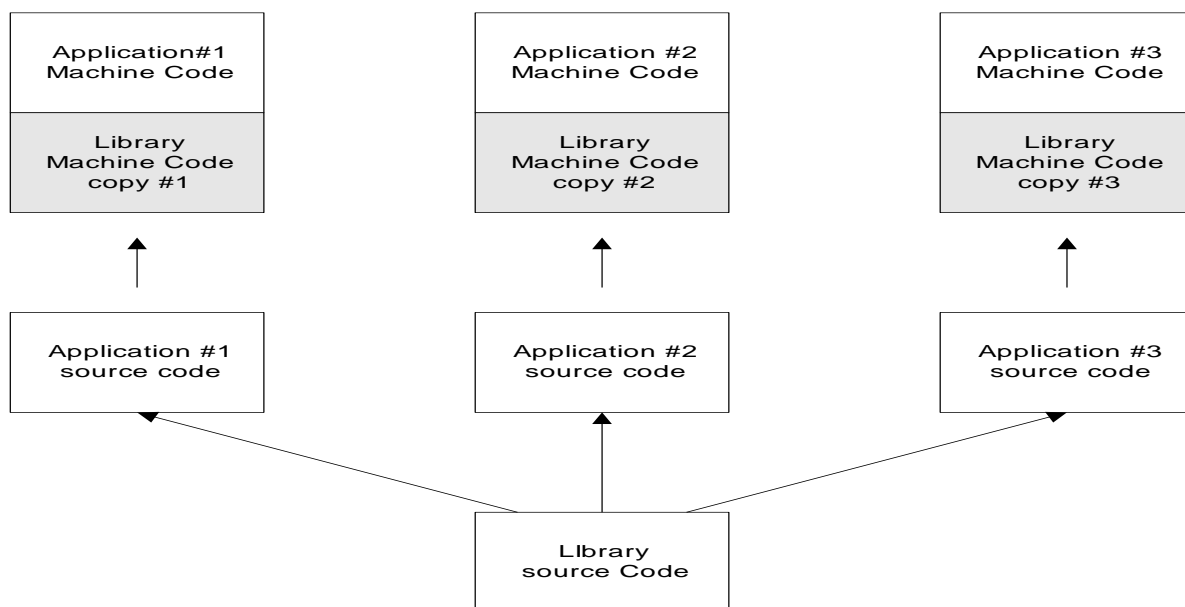 Application#1
Machine Code
Library
Machine Code
copy #1
Application #2
Machine Code
Library
Machine Code
copy #2
Application #3
Machine Code
Library
Machine Code
copy #3
Application #1
source code
Application #2
source code
Application #3
source code
LIbrary
source Code